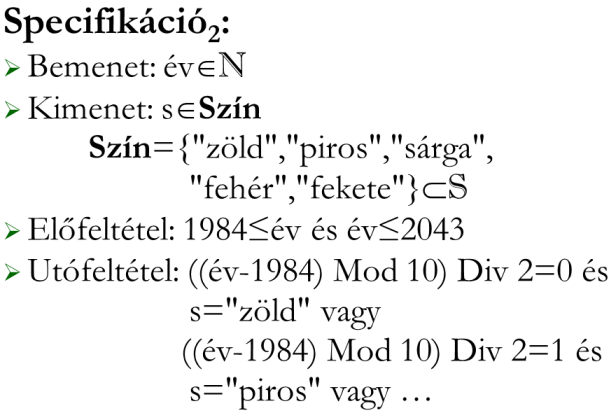 Specifikáció₂:
➢ Bemenet: év∈ℕ
➢ Kimenet: s∈Szín
Szín={"zöld","piros","sárga",
"fehér","fekete"}⊂𝕊
➢ Előfeltétel: 1984≤év és év≤2043
➢ Utófeltétel: ((év-1984) Mod 10) Div 2=0 és
s="zöld" vagy
((év-1984) Mod 10) Div 2=1 és
s="piros" vagy …